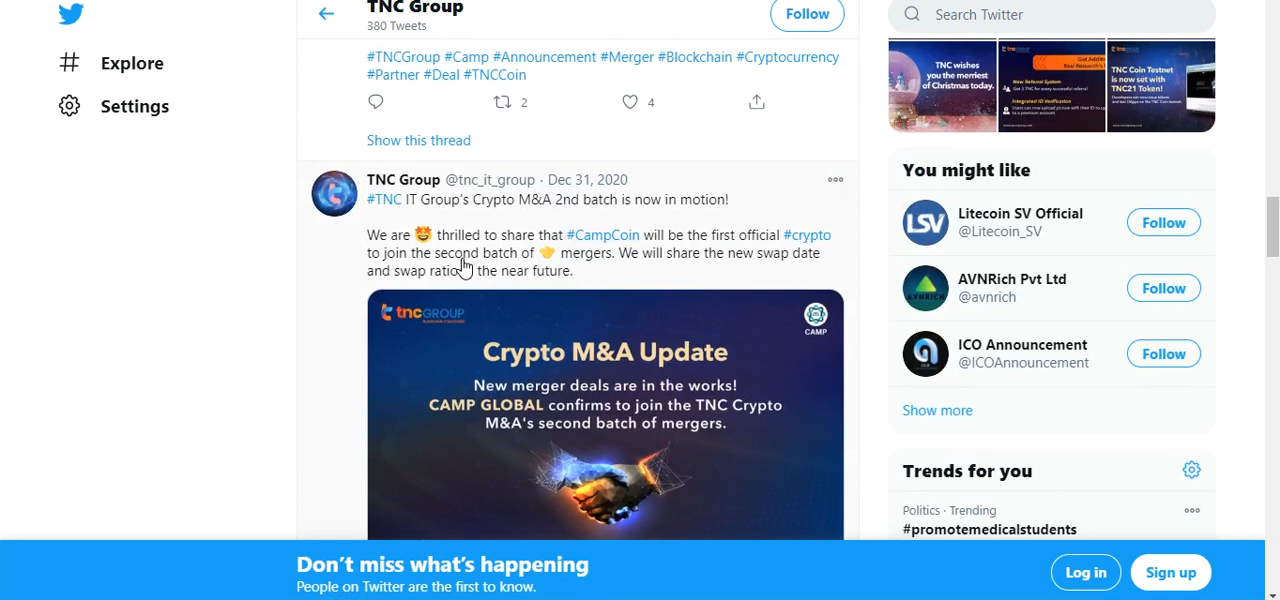 TNC Group
380 Tweets
Follow
Search Twitter
Explore
Settings
#TNCGroup #Camp #Announcement #Merger #Blockchain #Cryptocurrency
#Partner #Deal #TNCCoin
2
4
Show this thread
TNC Group @tnc_it_group · Dec 31, 2020
#TNC IT Group's Crypto M&A 2nd batch is now in motion!
We are 🤩 thrilled to share that #CampCoin will be the first official #crypto
to join the second batch of 🤝 mergers. We will share the new swap date
and swap ratio the near future.
tncGROUP
CAMP
Crypto M&A Update
New merger deals are in the works!
CAMP GLOBAL confirms to join the TNC Crypto
M&A's second batch of mergers.
TNC wishes
you the merriest
of Christmas today.
New Referral System
Integrated ID Verification
TNC Coin Testnet
is now set with
TNC21 Token!
You might like
LSV
Litecoin SV Official
@Litecoin_SV
Follow
AVNRICH
AVNRich Pvt Ltd
@avnrich
Follow
ICO Announcement
@ICOAnnouncement
Follow
Show more
Trends for you
Politics · Trending
#promotemedicalstudents
Don't miss what's happening
People on Twitter are the first to know.
Log in
Sign up